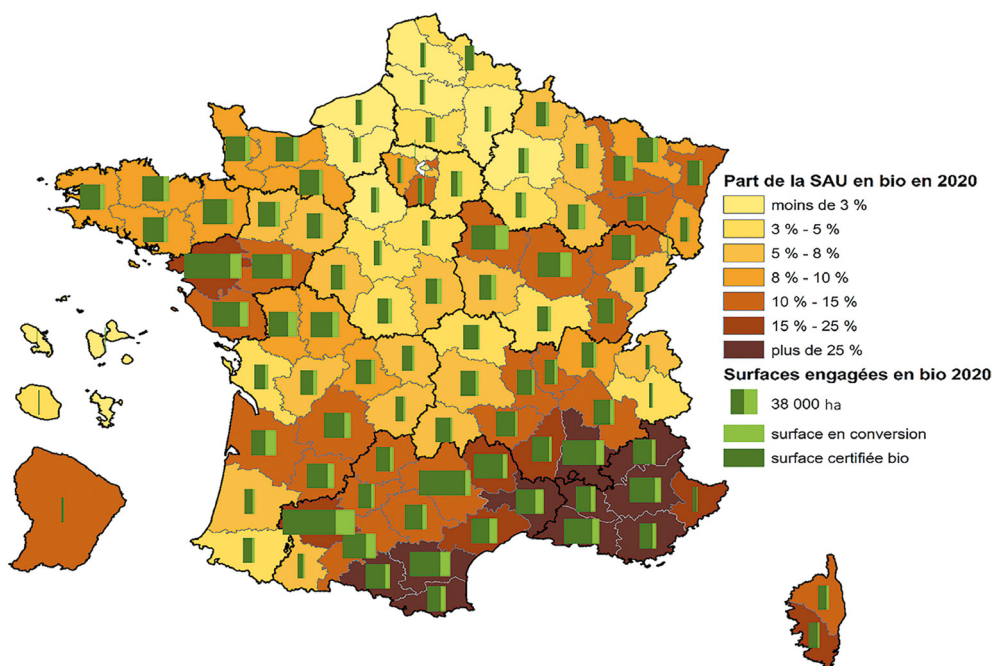 Part de la SAU en bio en 2020
moins de 3 %
3 % - 5 %
5 % - 8 %
8 % - 10 %
10 % - 15 %
15 % - 25 %
plus de 25 %
Surfaces engagées en bio 2020
38 000 ha
surface en conversion
surface certifiée bio